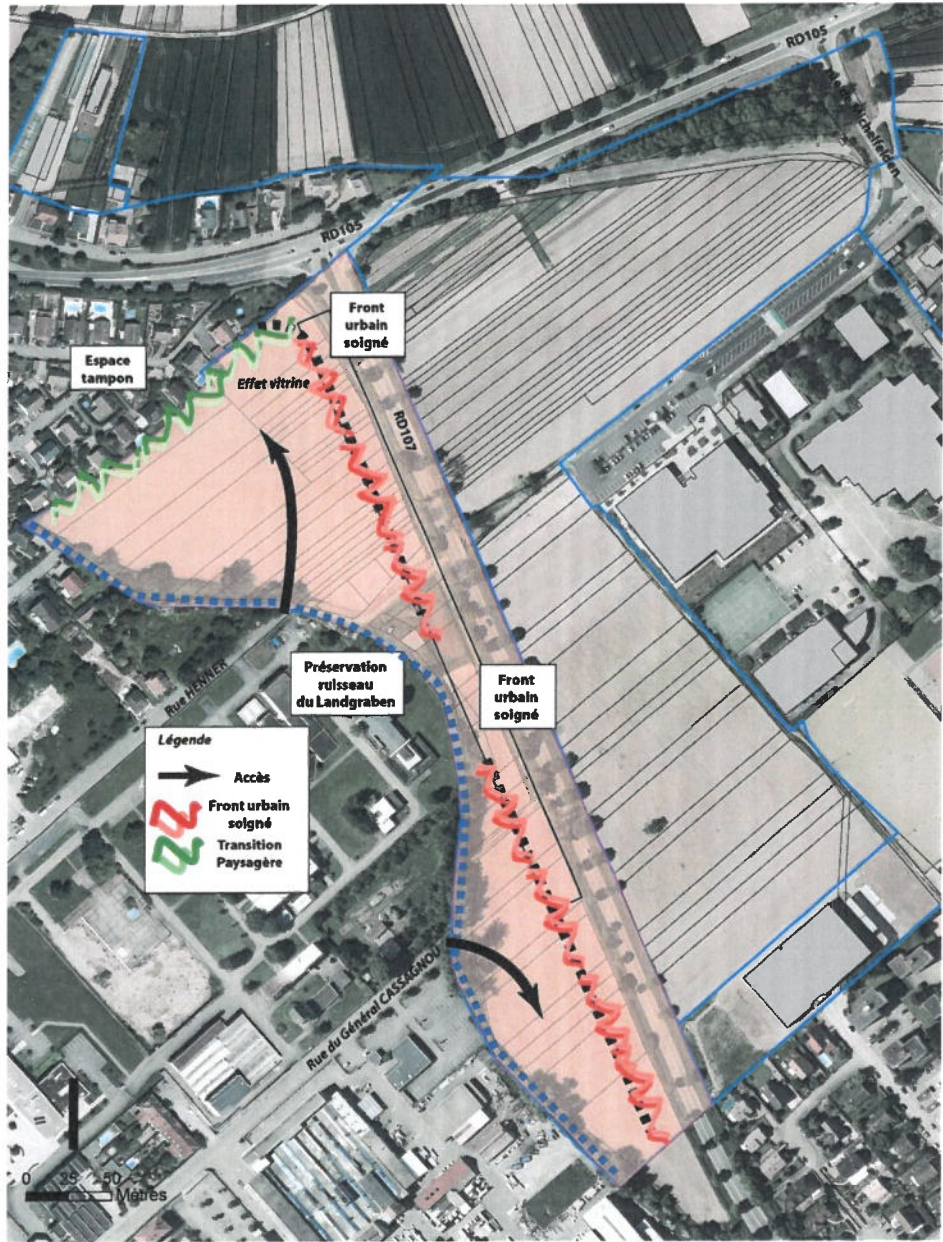 RD105
RD105
Front
urbain
soigné
Espace
tampon
Effet vitrine
RD107
Rue HENNER
Préservation
ruisseau
du Landgraben
Front
urbain
soigné
Légende
Accès
Front urbain
soigné
Transition
Paysagère
Rue du Général CASSAGNOU
0 25 50
Mètres